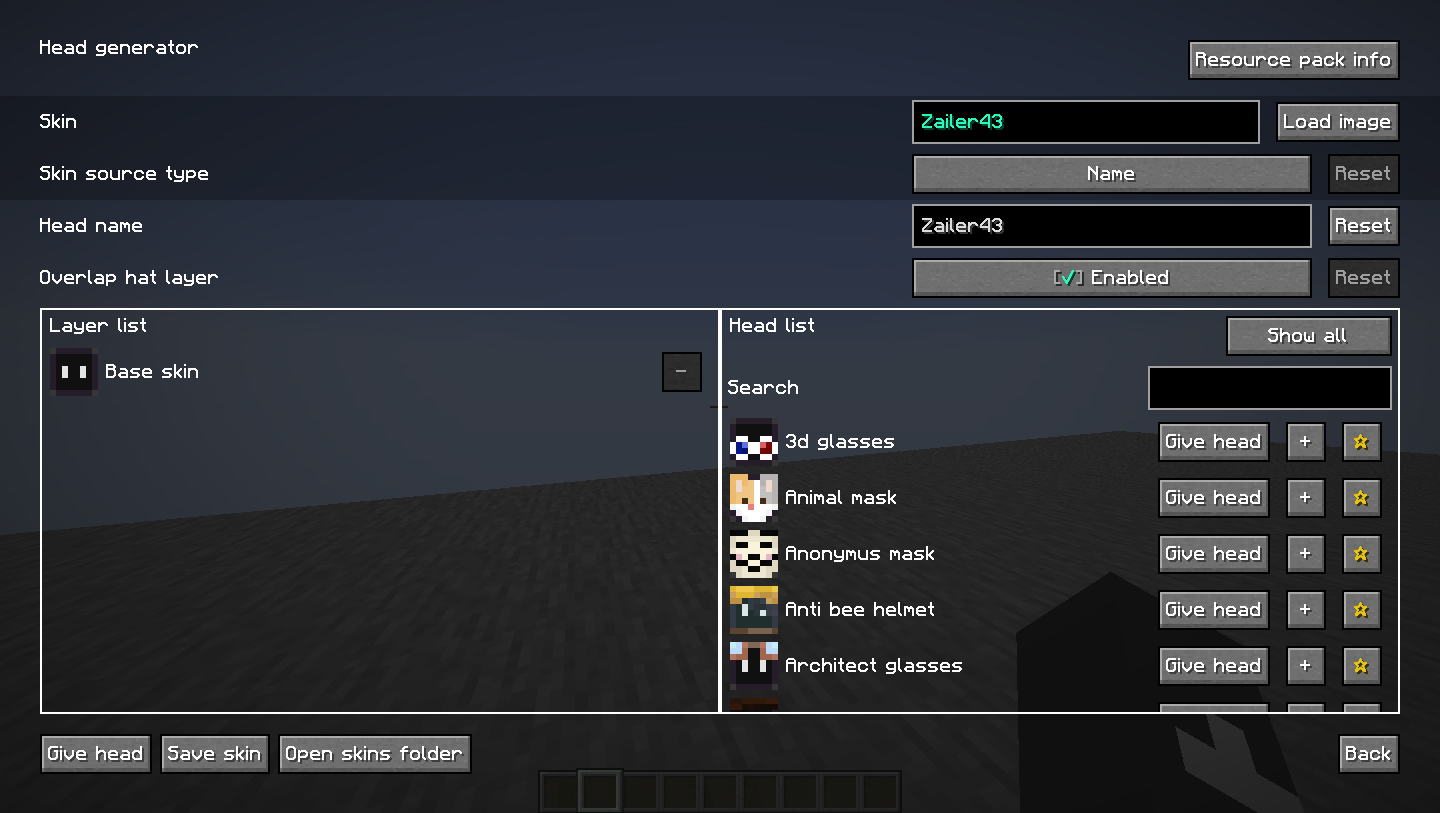 Head generator
Resource pack info
Skin
Zailer43
Load image
Skin source type
Name
Reset
Head name
Zailer43
Reset
Overlap hat layer
[✓] Enabled
Reset
Layer list
Base skin
-
Head list
Show all
Search
3d glasses
Give head
+
☆
Animal mask
Give head
+
☆
Anonymus mask
Give head
+
☆
Anti bee helmet
Give head
+
☆
Architect glasses
Give head
+
☆
Give head
Save skin
Open skins folder
Back